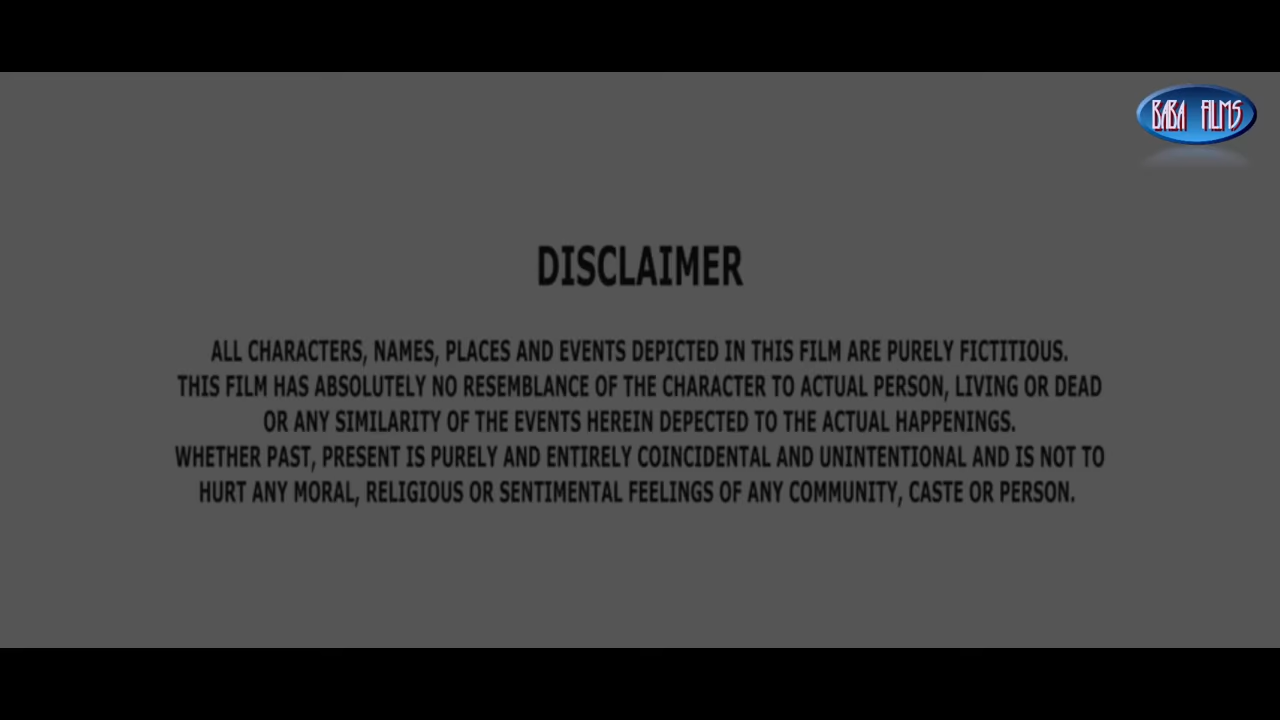 BABA FILMS
DISCLAIMER
ALL CHARACTERS, NAMES, PLACES AND EVENTS DEPICTED IN THIS FILM ARE PURELY FICTITIOUS.
THIS FILM HAS ABSOLUTELY NO RESEMBLANCE OF THE CHARACTER TO ACTUAL PERSON, LIVING OR DEAD
OR ANY SIMILARITY OF THE EVENTS HEREIN DEPECTED TO THE ACTUAL HAPPENINGS.
WHETHER PAST, PRESENT IS PURELY AND ENTIRELY COINCIDENTAL AND UNINTENTIONAL AND IS NOT TO
HURT ANY MORAL, RELIGIOUS OR SENTIMENTAL FEELINGS OF ANY COMMUNITY, CASTE OR PERSON.